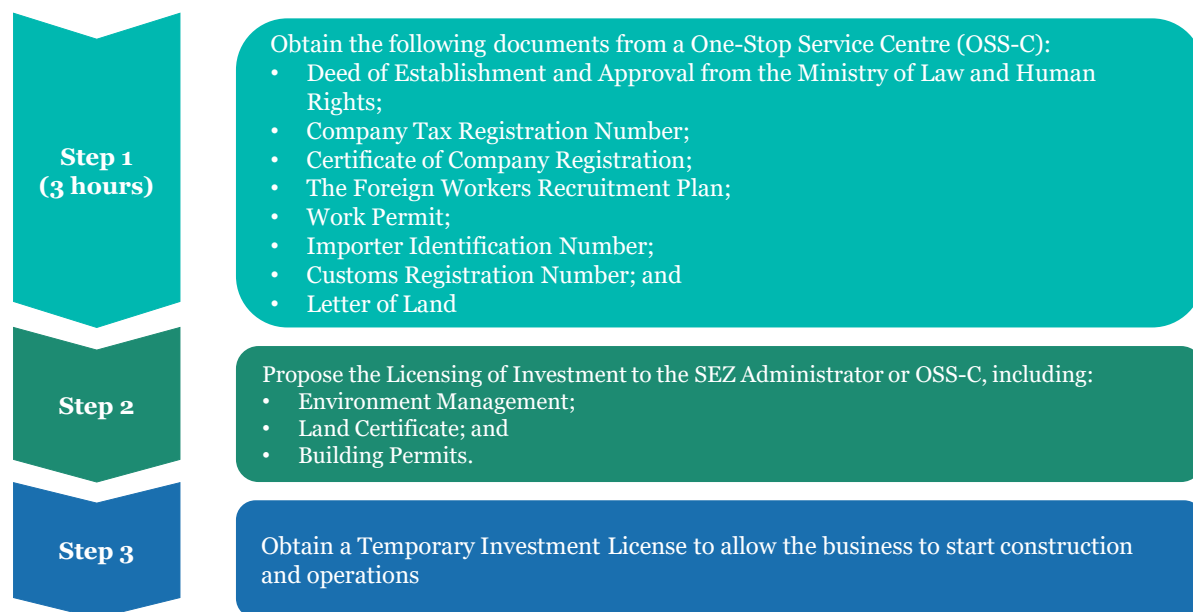 Step 1
(3 hours)
Obtain the following documents from a One-Stop Service Centre (OSS-C):
• Deed of Establishment and Approval from the Ministry of Law and Human
Rights;
• Company Tax Registration Number;
• Certificate of Company Registration;
• The Foreign Workers Recruitment Plan;
• Work Permit;
• Importer Identification Number;
• Customs Registration Number; and
• Letter of Land
Step 2
Propose the Licensing of Investment to the SEZ Administrator or OSS-C, including:
• Environment Management;
• Land Certificate; and
• Building Permits.
Step 3
Obtain a Temporary Investment License to allow the business to start construction
and operations